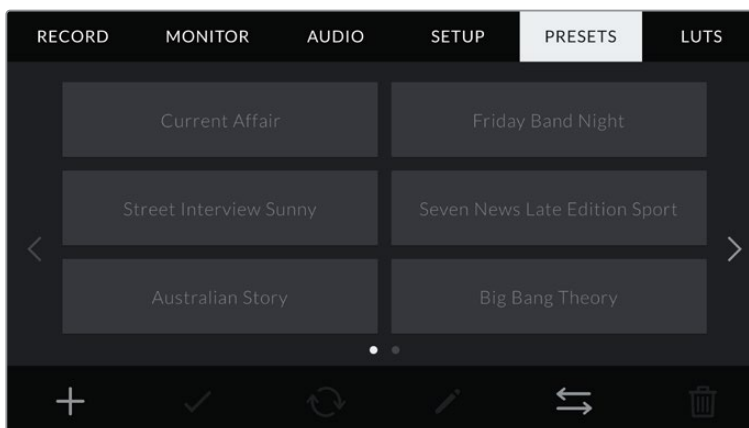 RECORD MONITOR AUDIO SETUP PRESETS LUTS
Current Affair Friday Band Night
Street Interview Sunny Seven News Late Edition Sport
Australian Story Big Bang Theory